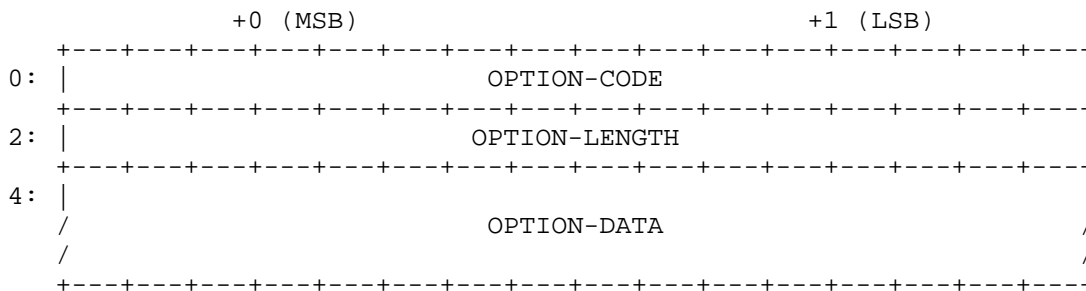 +0 (MSB) +1 (LSB)
+---+---+---+---+---+---+---+---+---+---+---+---+---+---+---+----
0: | OPTION-CODE
+---+---+---+---+---+---+---+---+---+---+---+---+---+---+---+----
2: | OPTION-LENGTH
+---+---+---+---+---+---+---+---+---+---+---+---+---+---+---+----
4: |
/ OPTION-DATA /
/ /
+---+---+---+---+---+---+---+---+---+---+---+---+---+---+---+----